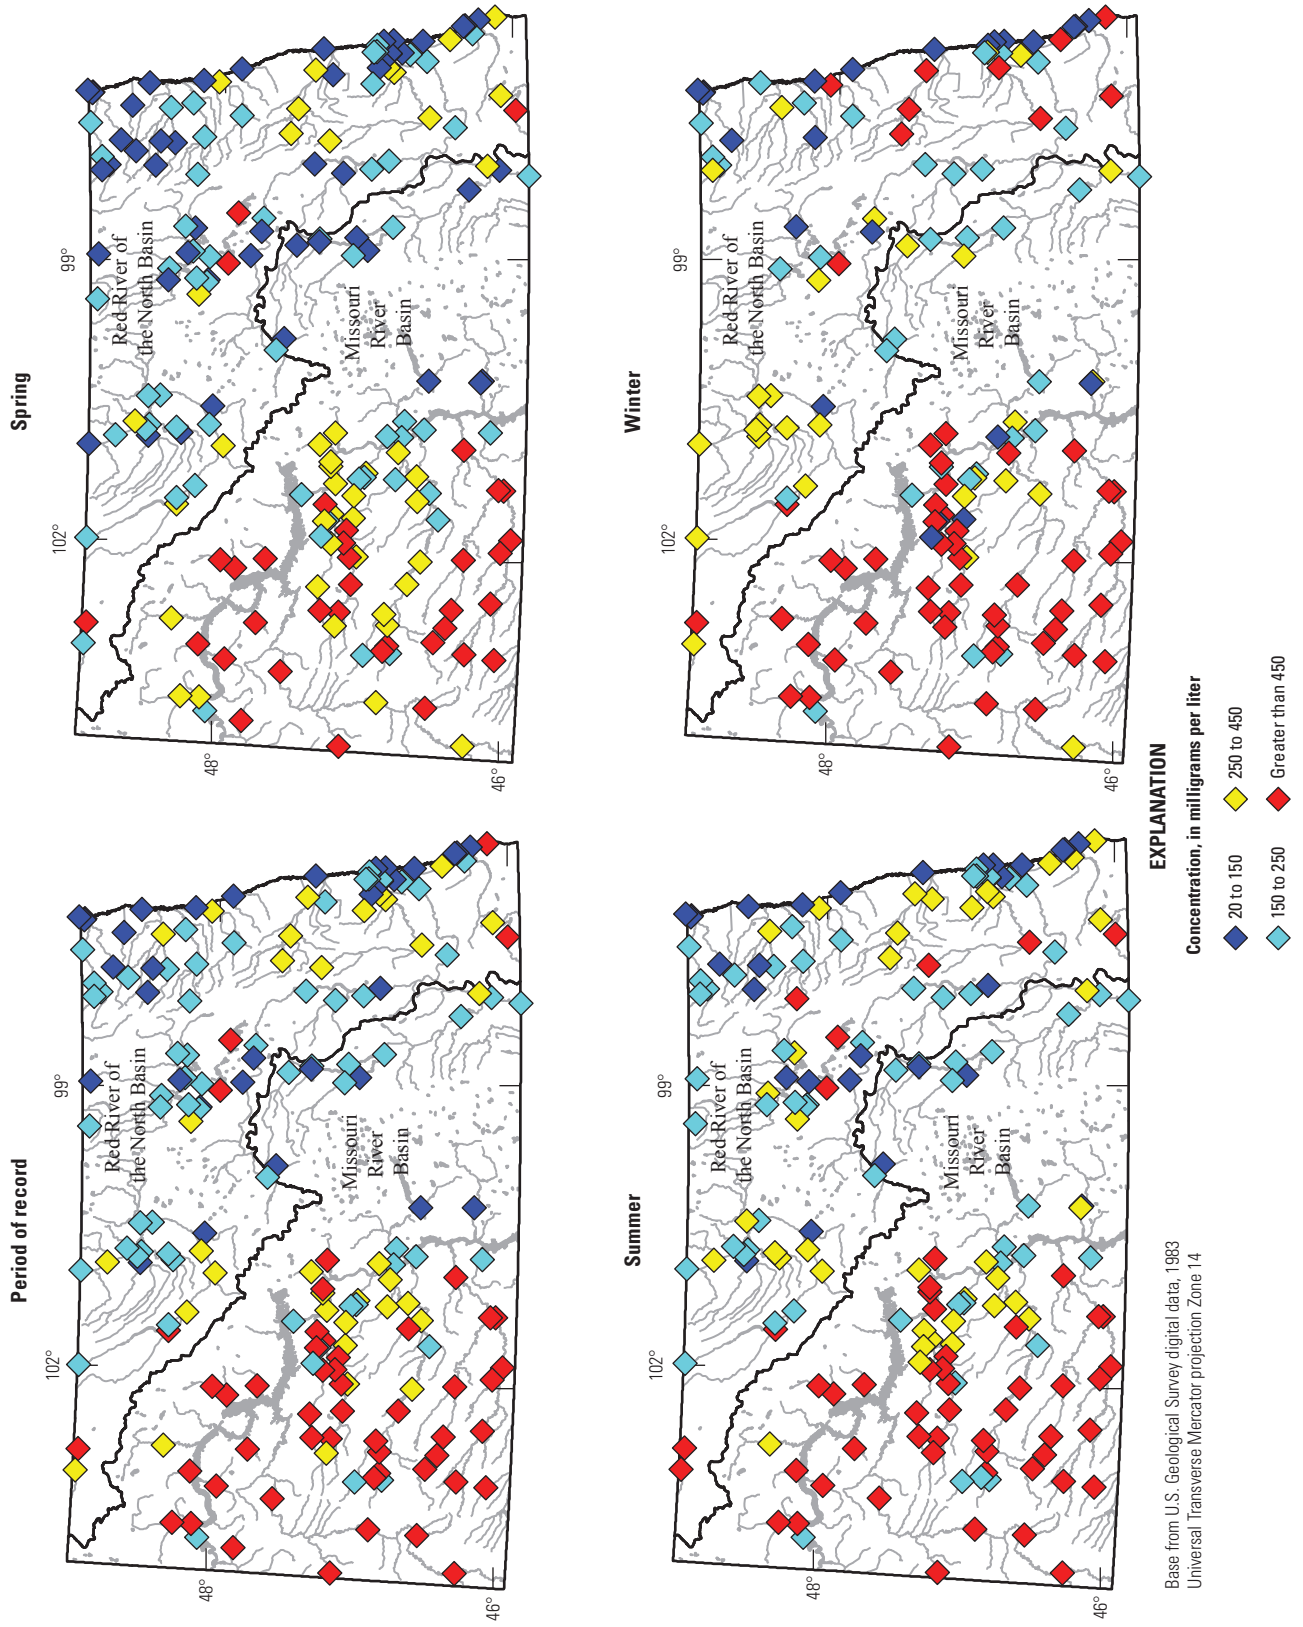 Period of record
Red River of
the North Basin
Missouri
River
Basin
48°
46°
102°
99°
Spring
Red River of
the North Basin
Missouri
River
Basin
48°
46°
102°
99°
Summer
Red River of
the North Basin
Missouri
River
Basin
48°
46°
102°
99°
Winter
Red River of
the North Basin
Missouri
River
Basin
48°
46°
102°
99°
Base from U.S. Geological Survey digital data, 1983
Universal Transverse Mercator projection Zone 14
EXPLANATION
Concentration, in milligrams per liter
20 to 150
250 to 450
150 to 250
Greater than 450